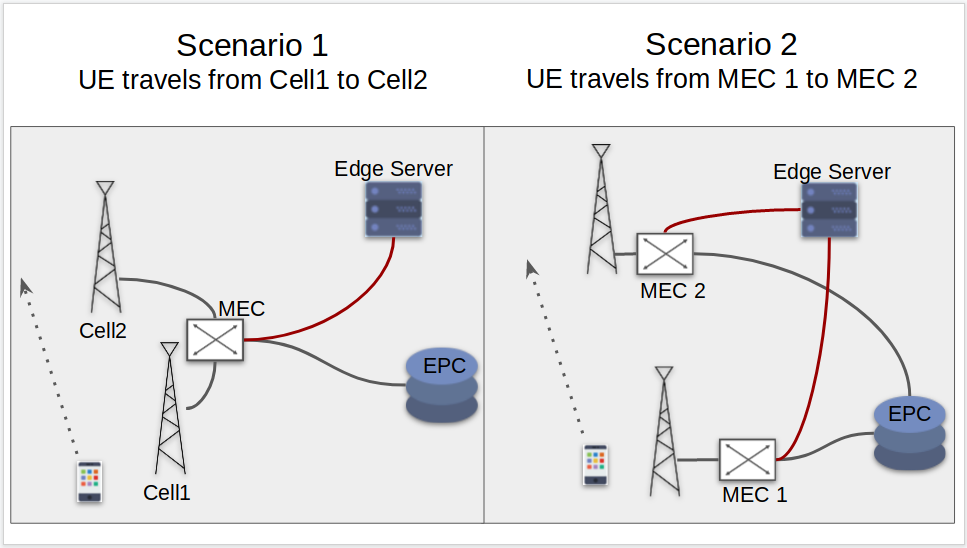 Scenario 1
UE travels from Cell1 to Cell2
Scenario 2
UE travels from MEC 1 to MEC 2
Edge Server
Cell2
MEC
EPC
Cell1
Edge Server
MEC 2
EPC
MEC 1